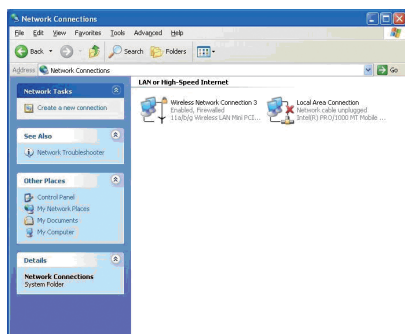 Network Connections
File Edit View Favorites Tools Advanced Help
Back Search Folders
Address Network Connections Go
LAN or High-Speed Internet
Network Tasks
Create a new connection
See Also
Network Troubleshooter
Other Places
Control Panel
My Network Places
My Documents
My Computer
Details
Network Connections
System Folder
Wireless Network Connection 3
Enabled, Firewalled
11a/b/g Wireless LAN Mini PCI...
Local Area Connection
Network cable unplugged
Intel(R) PRO/1000 MT Mobile ...